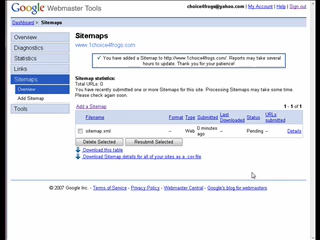 Google Webmaster Tools
choice4frogs@yahoo.com | My Account | Help | Sign out
Dashboard > Sitemaps
Overview
Diagnostics
Statistics
Links
Sitemaps
Overview
Add Sitemap
Tools
Sitemaps
www.1choice4frogs.com
You have added a Sitemap to http://www.1choice4frogs.com/. Reports may take several
hours to update. Thank you for your patience!
Sitemap statistics:
Total URLs: 0
You have recently submitted one or more Sitemaps for this site. Processing Sitemaps may take some time.
Please check again soon.
Add a Sitemap
1 - 1 of 1
Filename Format Type Submitted Last Downloaded Status URLs submitted
sitemap.xml -- Web 0 minutes ago -- Pending -- Details
Delete Selected Resubmit Selected
Download this table
Download Sitemap details for all of your sites as a .csv file
© 2007 Google Inc. - Terms of Service - Privacy Policy - Webmaster Central - Google's blog for webmasters